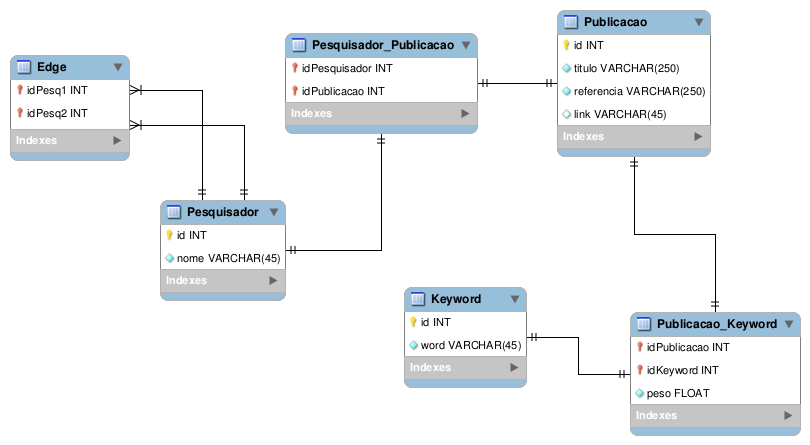 Edge
idPesq1 INT
idPesq2 INT
Indexes
Pesquisador_Publicacao
idPesquisador INT
idPublicacao INT
Indexes
Publicacao
id INT
titulo VARCHAR(250)
referencia VARCHAR(250)
link VARCHAR(45)
Indexes
Pesquisador
id INT
nome VARCHAR(45)
Indexes
Keyword
id INT
word VARCHAR(45)
Indexes
Publicacao_Keyword
idPublicacao INT
idKeyword INT
peso FLOAT
Indexes